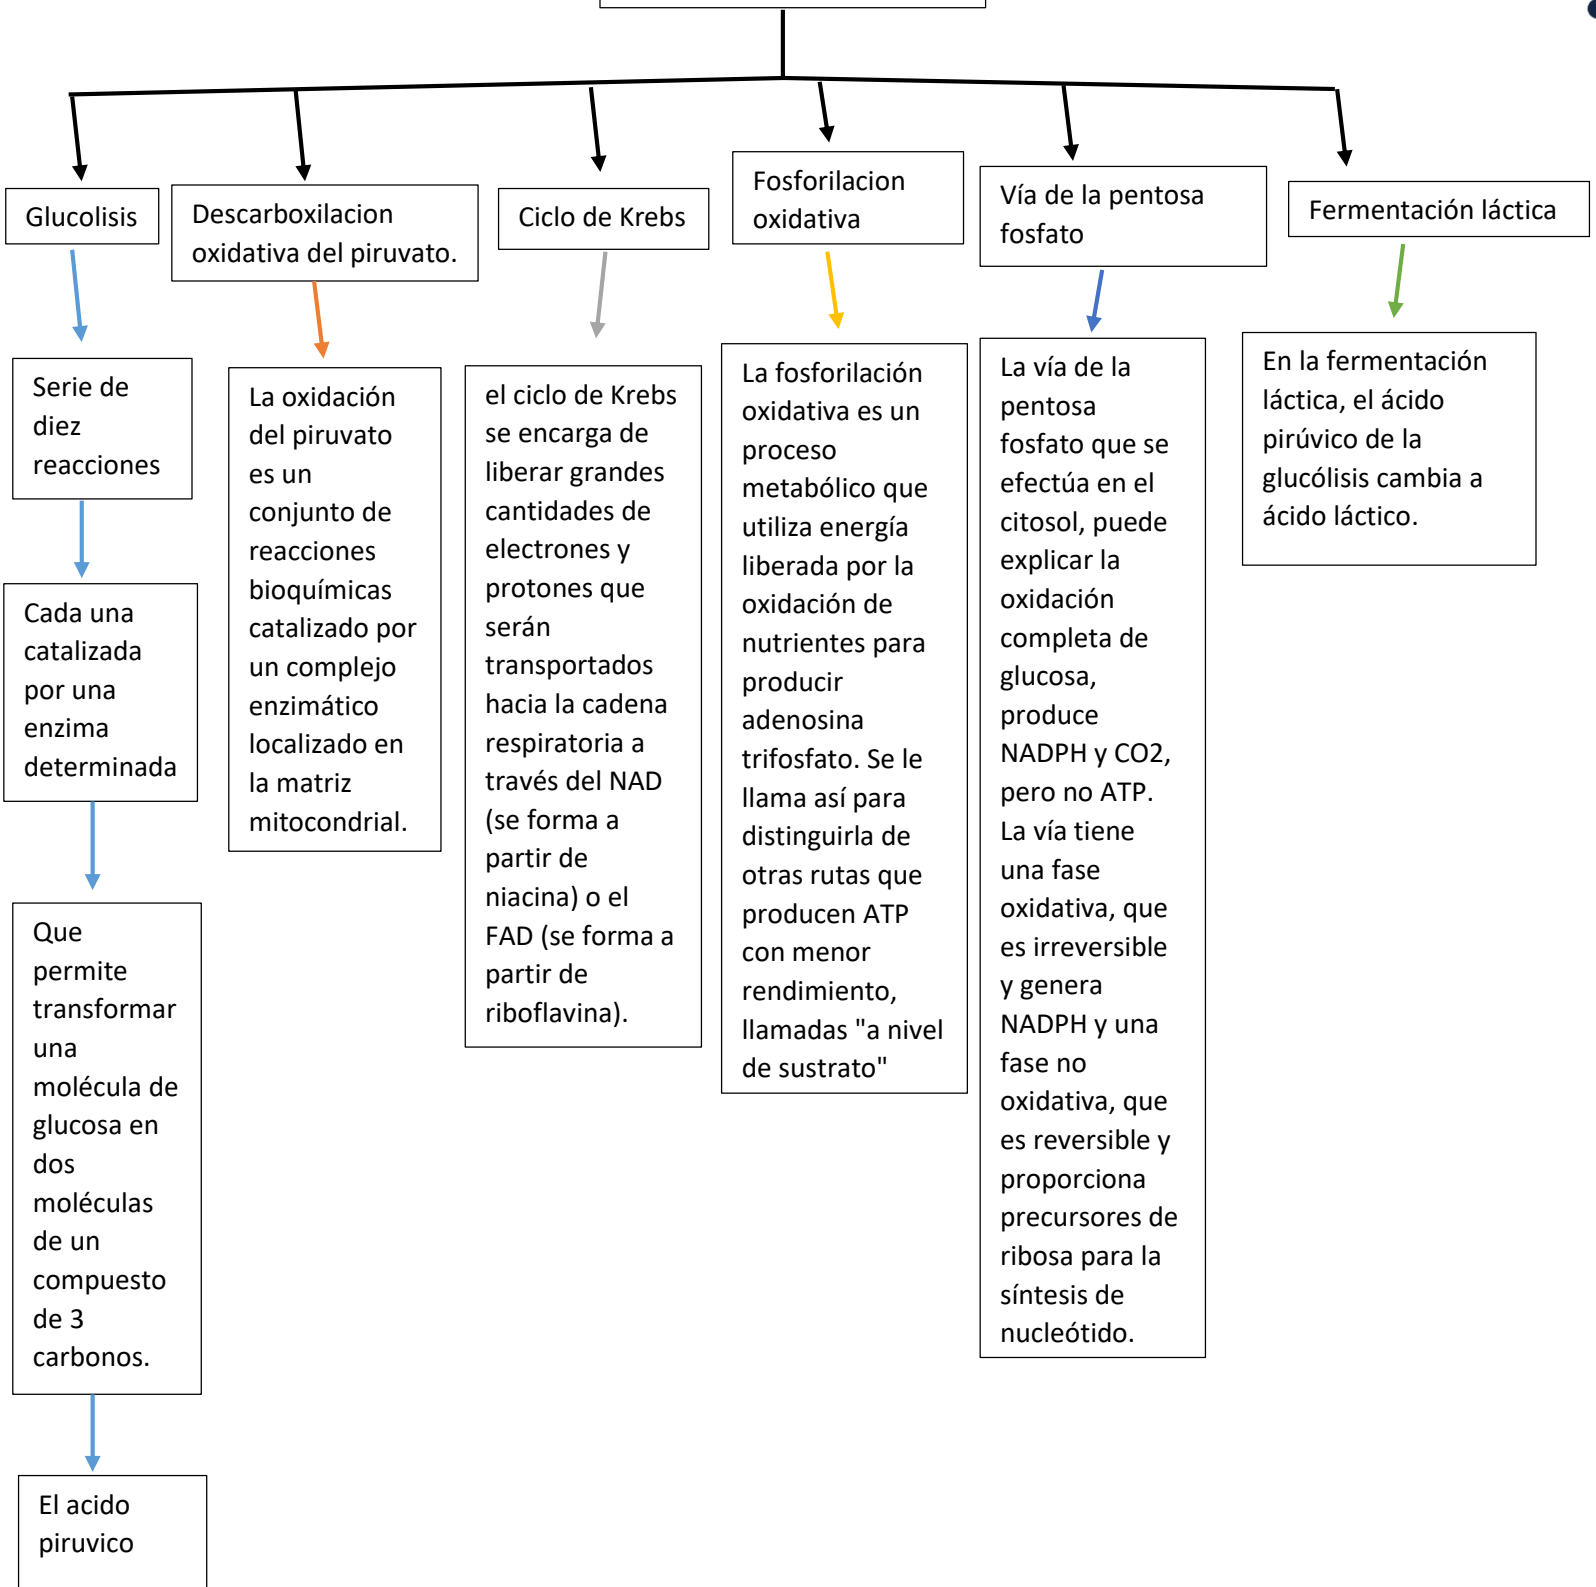 Glucolisis
Descarboxilacion
oxidativa del piruvato.
Ciclo de Krebs
Fosforilacion
oxidativa
Vía de la pentosa
fosfato
Fermentación láctica
Serie de
diez
reacciones
Cada una
catalizada
por una
enzima
determinada
Que
permite
transformar
una
molécula de
glucosa en
dos
moléculas
de un
compuesto
de 3
carbonos.
El acido
piruvico
La oxidación
del piruvato
es un
conjunto de
reacciones
bioquímicas
catalizado por
un complejo
enzimático
localizado en
la matriz
mitocondrial.
el ciclo de Krebs
se encarga de
liberar grandes
cantidades de
electrones y
protones que
serán
transportados
hacia la cadena
respiratoria a
través del NAD
(se forma a
partir de
niacina) o el
FAD (se forma a
partir de
riboflavina).
La fosforilación
oxidativa es un
proceso
metabólico que
utiliza energía
liberada por la
oxidación de
nutrientes para
producir
adenosina
trifosfato. Se le
llama así para
distinguirla de
otras rutas que
producen ATP
con menor
rendimiento,
llamadas "a nivel
de sustrato"
La vía de la
pentosa
fosfato que se
efectúa en el
citosol, puede
explicar la
oxidación
completa de
glucosa,
produce
NADPH y CO2,
pero no ATP.
La vía tiene
una fase
oxidativa, que
es irreversible
y genera
NADPH y una
fase no
oxidativa, que
es reversible y
proporciona
precursores de
ribosa para la
síntesis de
nucleótido.
En la fermentación
láctica, el ácido
pirúvico de la
glucólisis cambia a
ácido láctico.